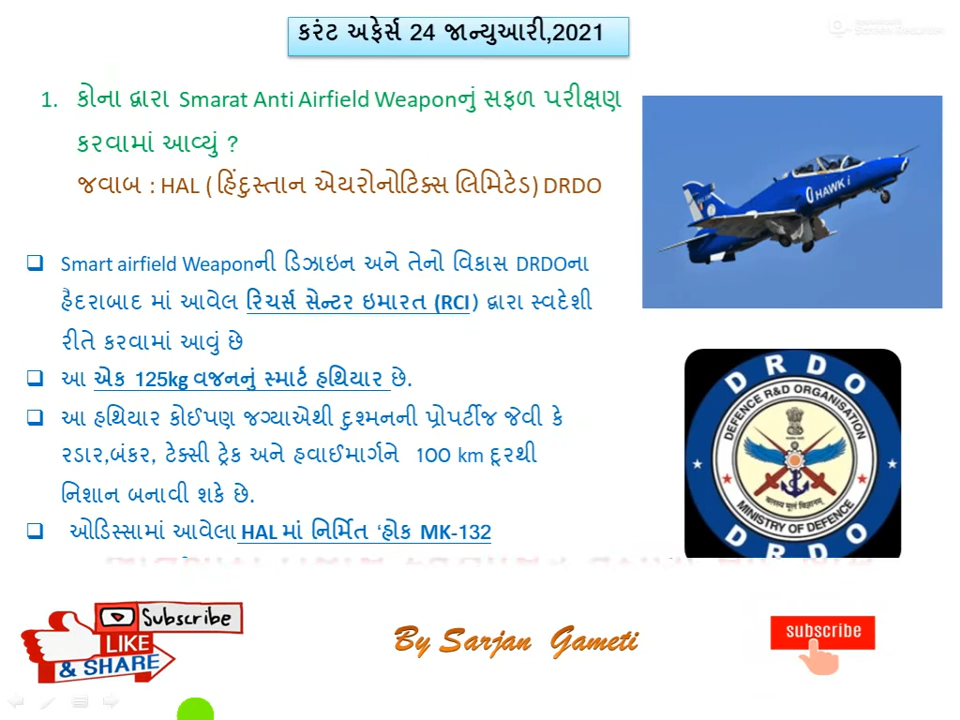 કરંટ અફેર્સ 24 જાન્યુઆરી,2021
1. કોના દ્વારા Smarat Anti Airfield Weaponનું સફળ પરીક્ષણ
કરવામાં આવ્યું ?
જવાબ : HAL ( હિંદુસ્તાન એયરોનોટિક્સ લિમિટેડ) DRDO
Smart airfield Weaponની ડિઝાઇન અને તેનો વિકાસ DRDOના
હૈદરાબાદ માં આવેલ રિચર્સ સેન્ટર ઇમારત (RCI) દ્વારા સ્વદેશી
રીતે કરવામાં આવું છે
આ એક 125kg વજનનું સ્માર્ટ હથિયાર છે.
આ હથિયાર કોઈપણ જગ્યાએથી દુશ્મનની પ્રોપર્ટીજ જેવી કે
રડાર,બંકર, ટેક્સી ટ્રેક અને હવાઈમાર્ગને 100 km દૂરથી
નિશાન બનાવી શકે છે.
ઓડિસ્સામાં આવેલા HAL માં નિર્મિત 'હોક MK-132
HAWK i
DRDO
DEFENCE R&D ORGANISATION
बलस्य मूलं विज्ञानम्
MINISTRY OF DEFENCE
DRDO
Subscribe
LIKE
& SHARE
By Sarjan Gameti
subscribe
Screen Recorder